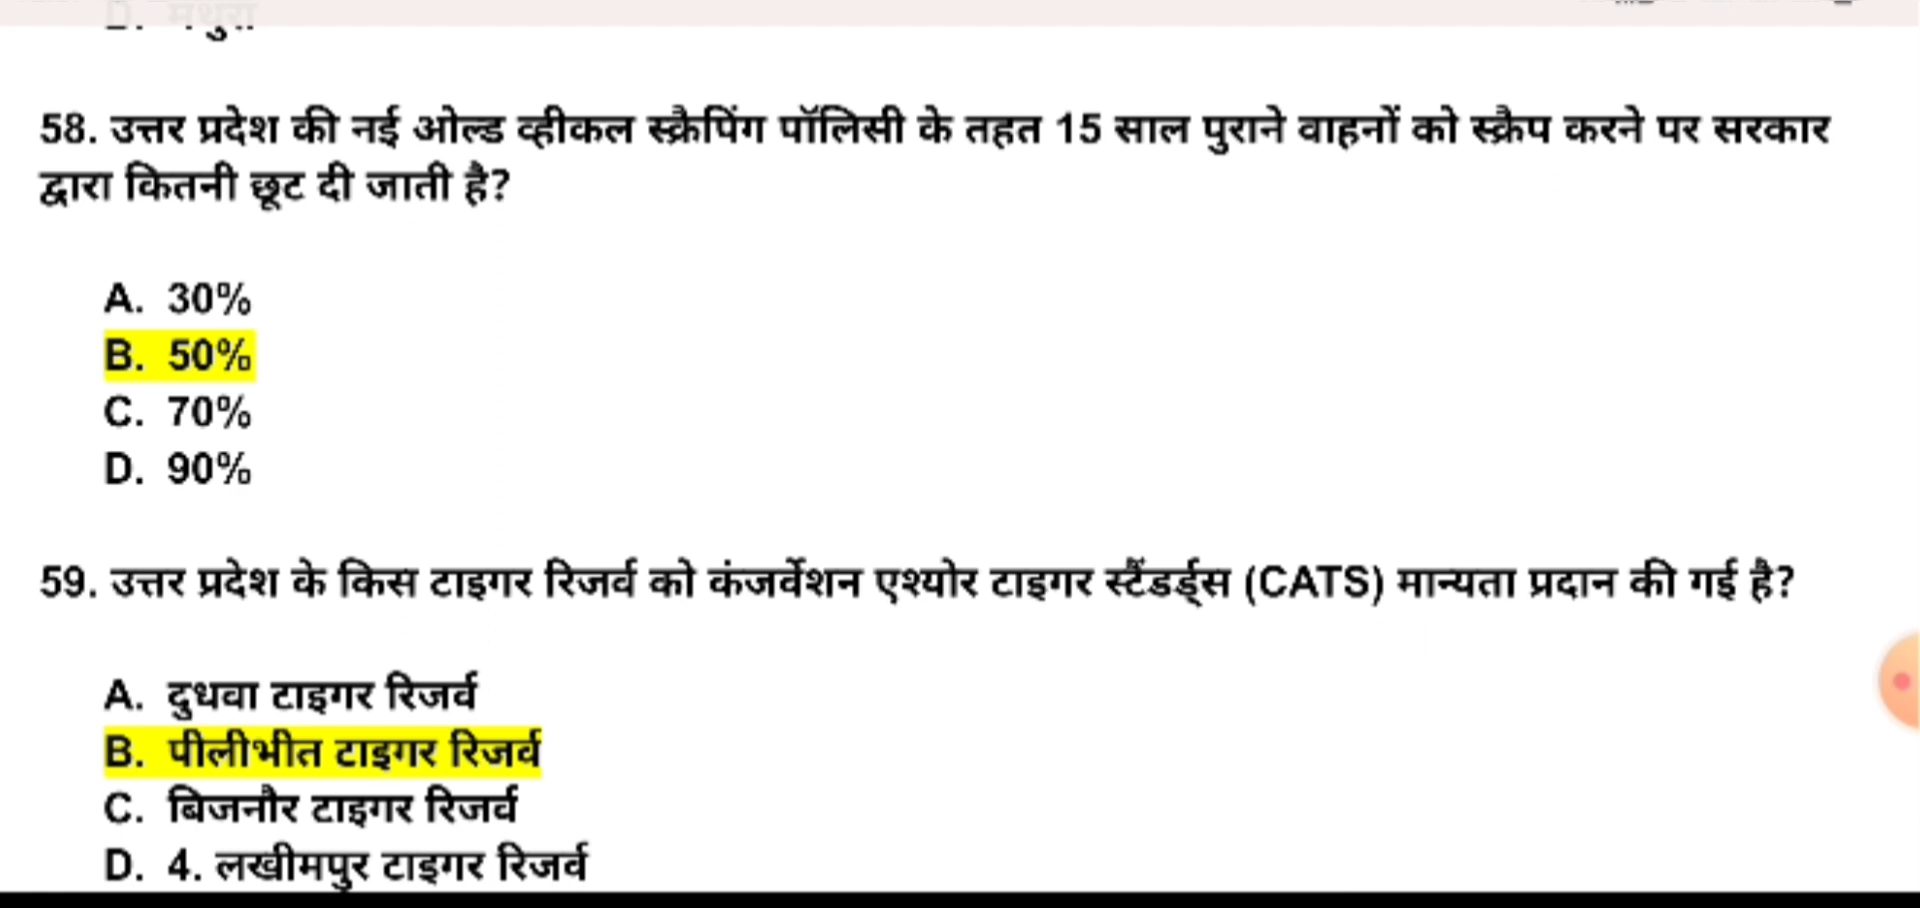 58. उत्तर प्रदेश की नई ओल्ड व्हीकल स्क्रैपिंग पॉलिसी के तहत 15 साल पुराने वाहनों को स्क्रैप करने पर सरकार
द्वारा कितनी छूट दी जाती है?
A. 30%
B. 50%
C. 70%
D. 90%
59. उत्तर प्रदेश के किस टाइगर रिजर्व को कंजर्वेशन एश्योर टाइगर स्टैंडर्ड्स (CATS) मान्यता प्रदान की गई है?
A. दुधवा टाइगर रिजर्व
B. पीलीभीत टाइगर रिजर्व
C. बिजनौर टाइगर रिजर्व
D. 4. लखीमपुर टाइगर रिजर्व